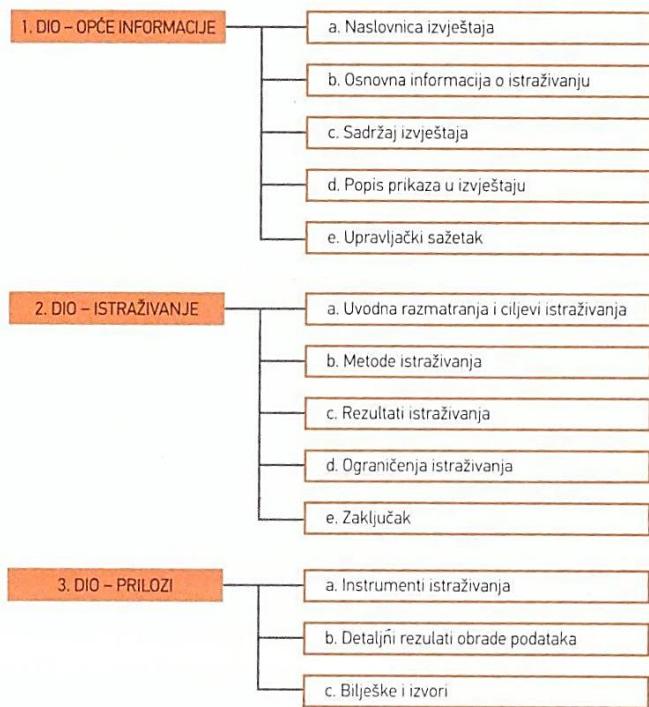 1. DIO – OPĆE INFORMACIJE
a. Naslovnica izvještaja
b. Osnovna informacija o istraživanju
c. Sadržaj izvještaja
d. Popis prikaza u izvještaju
e. Upravljački sažetak
2. DIO – ISTRAŽIVANJE
a. Uvodna razmatranja i ciljevi istraživanja
b. Metode istraživanja
c. Rezultati istraživanja
d. Ograničenja istraživanja
e. Zaključak
3. DIO – PRILOZI
a. Instrumenti istraživanja
b. Detaljni rezulati obrade podataka
c. Bilješke i izvori